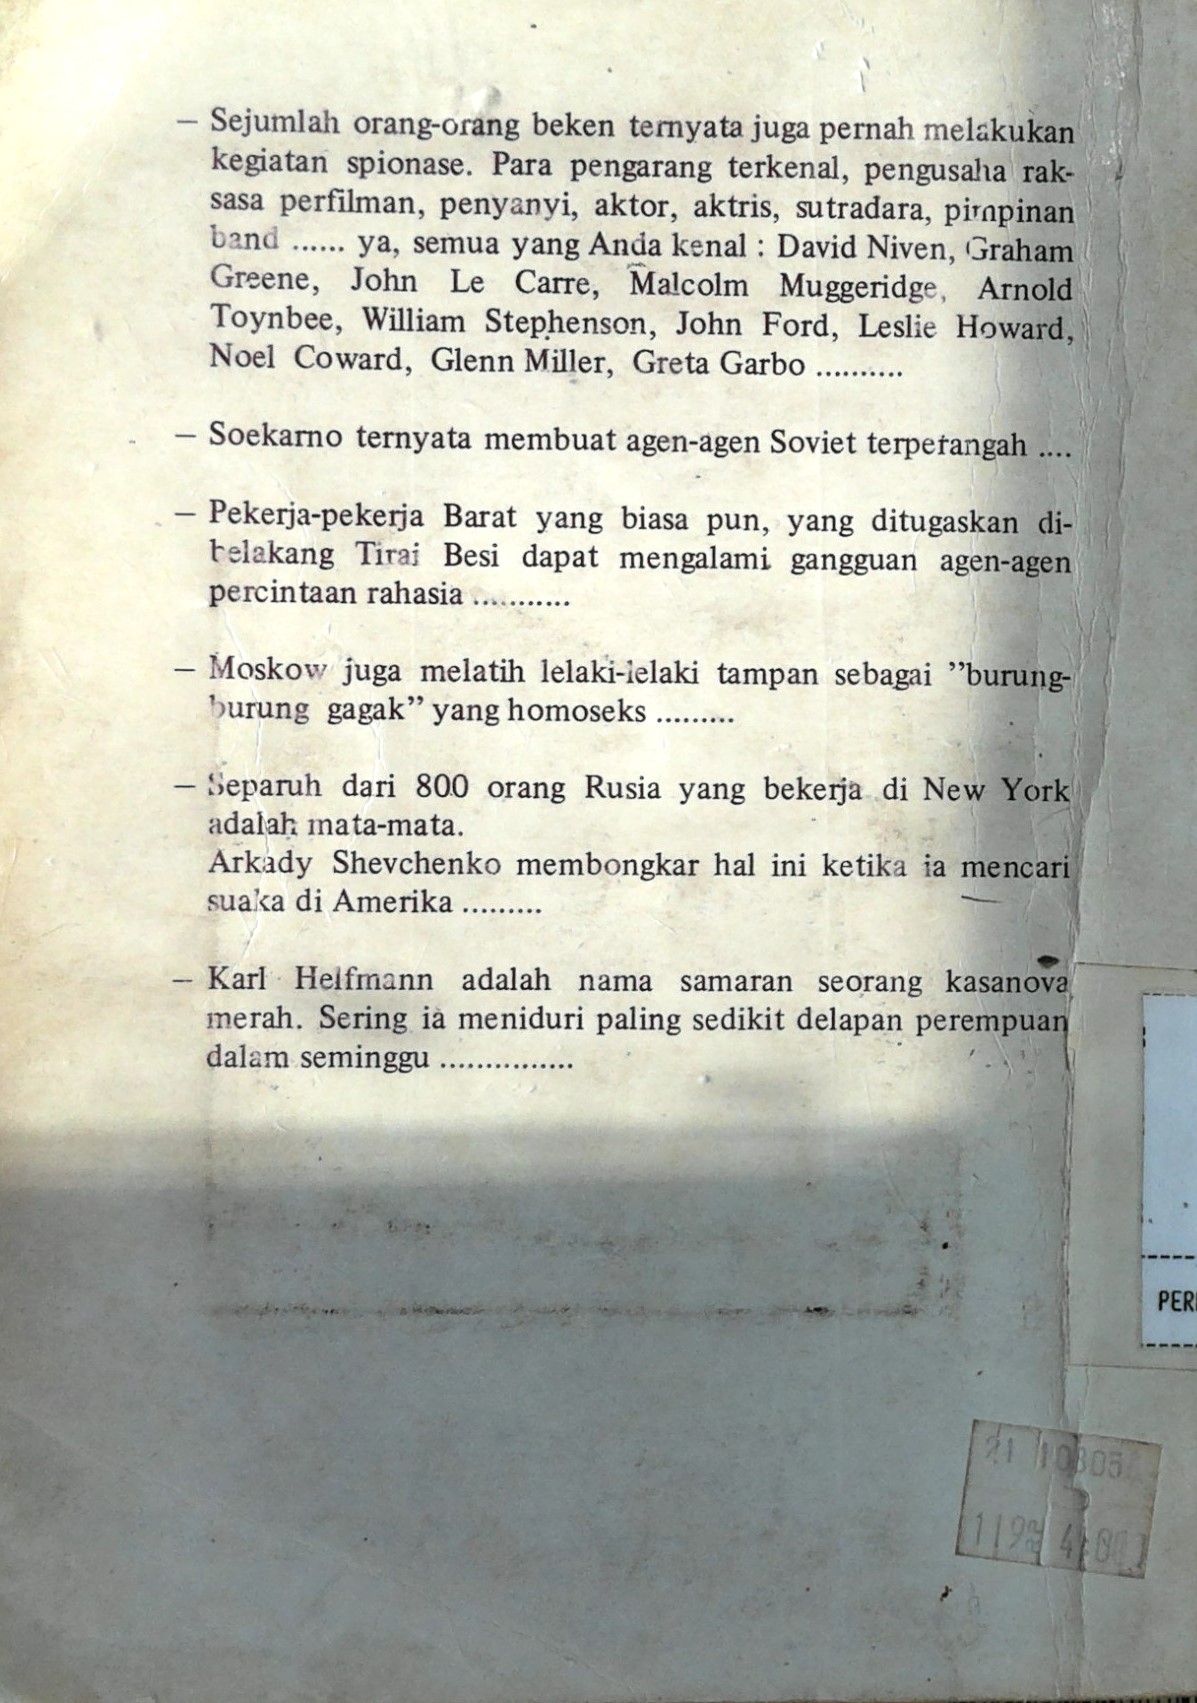 — Sejumlah orang-orang beken ternyata juga pernah melakukan
kegiatan spionase. Para pengarang terkenal, pengusaha rak-
sasa perfilman, penyanyi, aktor, aktris, sutradara, pimpinan
band ...... ya, semua yang Anda kenal : David Niven, Graham
Greene, John Le Carre, Malcolm Muggeridge, Arnold
Toynbee, William Stephenson, John Ford, Leslie Howard,
Noel Coward, Glenn Miller, Greta Garbo ..........
— Soekarno ternyata membuat agen-agen Soviet terperangah ....
— Pekerja-pekerja Barat yang biasa pun, yang ditugaskan di-
belakang Tirai Besi dapat mengalami gangguan agen-agen
percintaan rahasia ...........
— Moskow juga melatih lelaki-lelaki tampan sebagai ”burung-
burung gagak” yang homoseks .........
— Separuh dari 800 orang Rusia yang bekerja di New York
adalah mata-mata.
Arkady Shevchenko membongkar hal ini ketika ia mencari
suaka di Amerika .........
— Karl Helfmann adalah nama samaran seorang kasanova
merah. Sering ia meniduri paling sedikit delapan perempuan
dalam seminggu ...............
PER